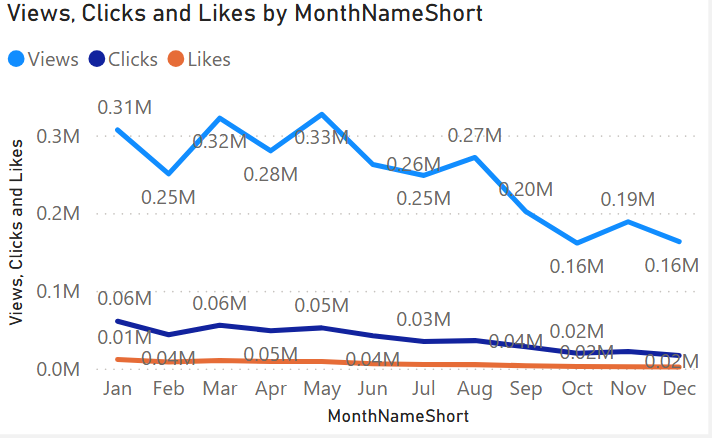 Views, Clicks and Likes by MonthNameShort
Views Clicks Likes
Views, Clicks and Likes
0.3M
0.2M
0.1M
0.0M
0.31M
0.25M
0.32M
0.28M
0.33M
0.26M
0.25M
0.27M
0.20M
0.16M
0.19M
0.16M
0.06M
0.04M
0.06M
0.05M
0.05M
0.04M
0.03M
0.04M
0.02M
0.02M
0.02M
0.01M
Jan Feb Mar Apr May Jun Jul Aug Sep Oct Nov Dec
MonthNameShort